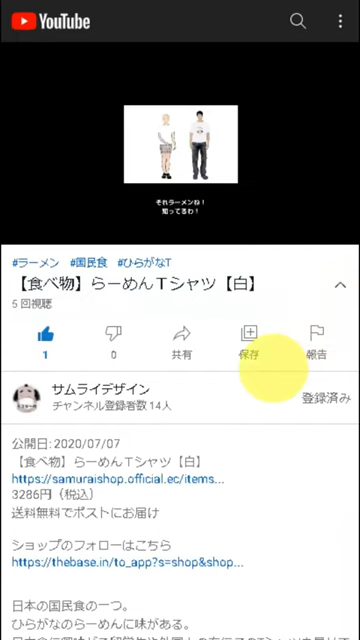 YouTube
それラーメンね！
知ってるわ！
#ラーメン #国民食 #ひらがなT
【食べ物】らーめんTシャツ【白】
5 回視聴
1 0 共有 保存 報告
サムライデザイン
チャンネル登録者数 14人
登録済み
公開日: 2020/07/07
【食べ物】らーめんTシャツ【白】
https://samuraishop.official.ec/items...
3286円（税込）
送料無料でポストにお届け
ショップのフォローはこちら
https://thebase.in/to_app?s=shop&shop...
日本の国民食の一つ。
ひらがなのらーめんに味がある。